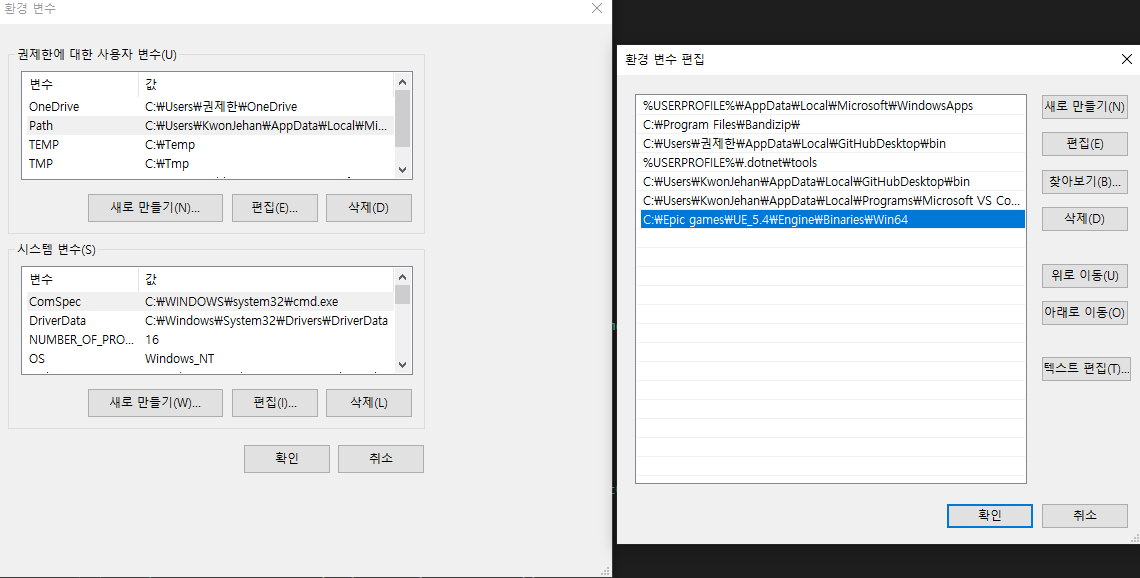 환경 변수
권제한에 대한 사용자 변수(U)
변수 값
OneDrive C:₩Users₩권제한₩OneDrive
Path C:₩Users₩KwonJehan₩AppData₩Local₩Mi...
TEMP C:₩Temp
TMP C:₩Tmp
새로 만들기(N)... 편집(E)... 삭제(D)
시스템 변수(S)
변수 값
ComSpec C:₩WINDOWS₩system32₩cmd.exe
DriverData C:₩Windows₩System32₩Drivers₩DriverData
NUMBER_OF_PRO... 16
OS Windows_NT
새로 만들기(W)... 편집(I)... 삭제(L)
확인 취소
환경 변수 편집
%USERPROFILE%₩AppData₩Local₩Microsoft₩WindowsApps
C:₩Program Files₩Bandizip₩
C:₩Users₩권제한₩AppData₩Local₩GitHubDesktop₩bin
%USERPROFILE%₩.dotnet₩tools
C:₩Users₩KwonJehan₩AppData₩Local₩GitHubDesktop₩bin
C:₩Users₩KwonJehan₩AppData₩Local₩Programs₩Microsoft VS Co...
C:₩Epic games₩UE_5.4₩Engine₩Binaries₩Win64
새로 만들기(N)
편집(E)
찾아보기(B)...
삭제(D)
위로 이동(U)
아래로 이동(O)
텍스트 편집(T)...
확인 취소